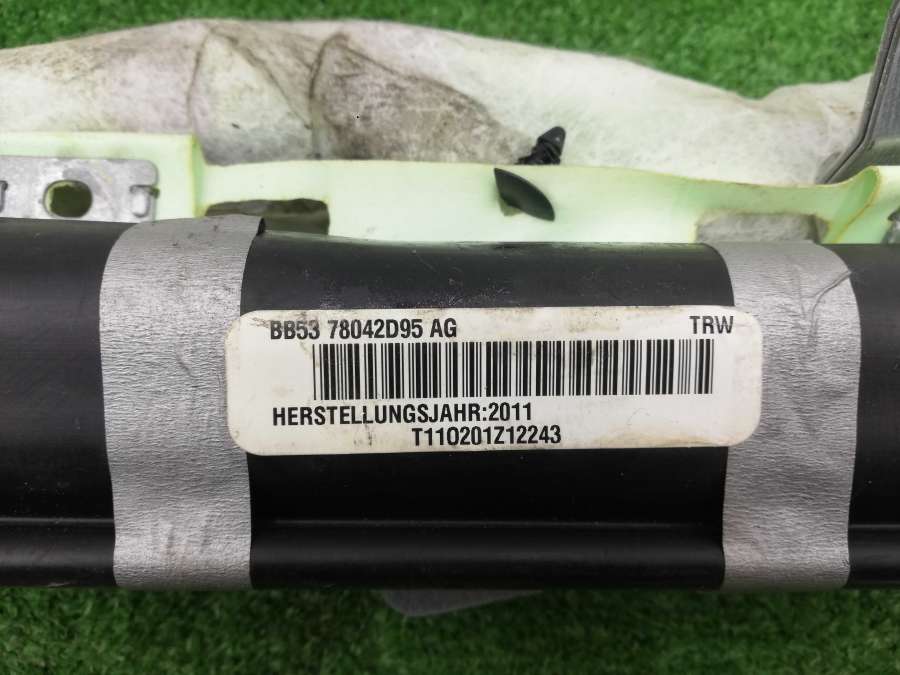 BB53 78042D95 AG TRW
HERSTELLUNGSJAHR:2011
T110201Z12243